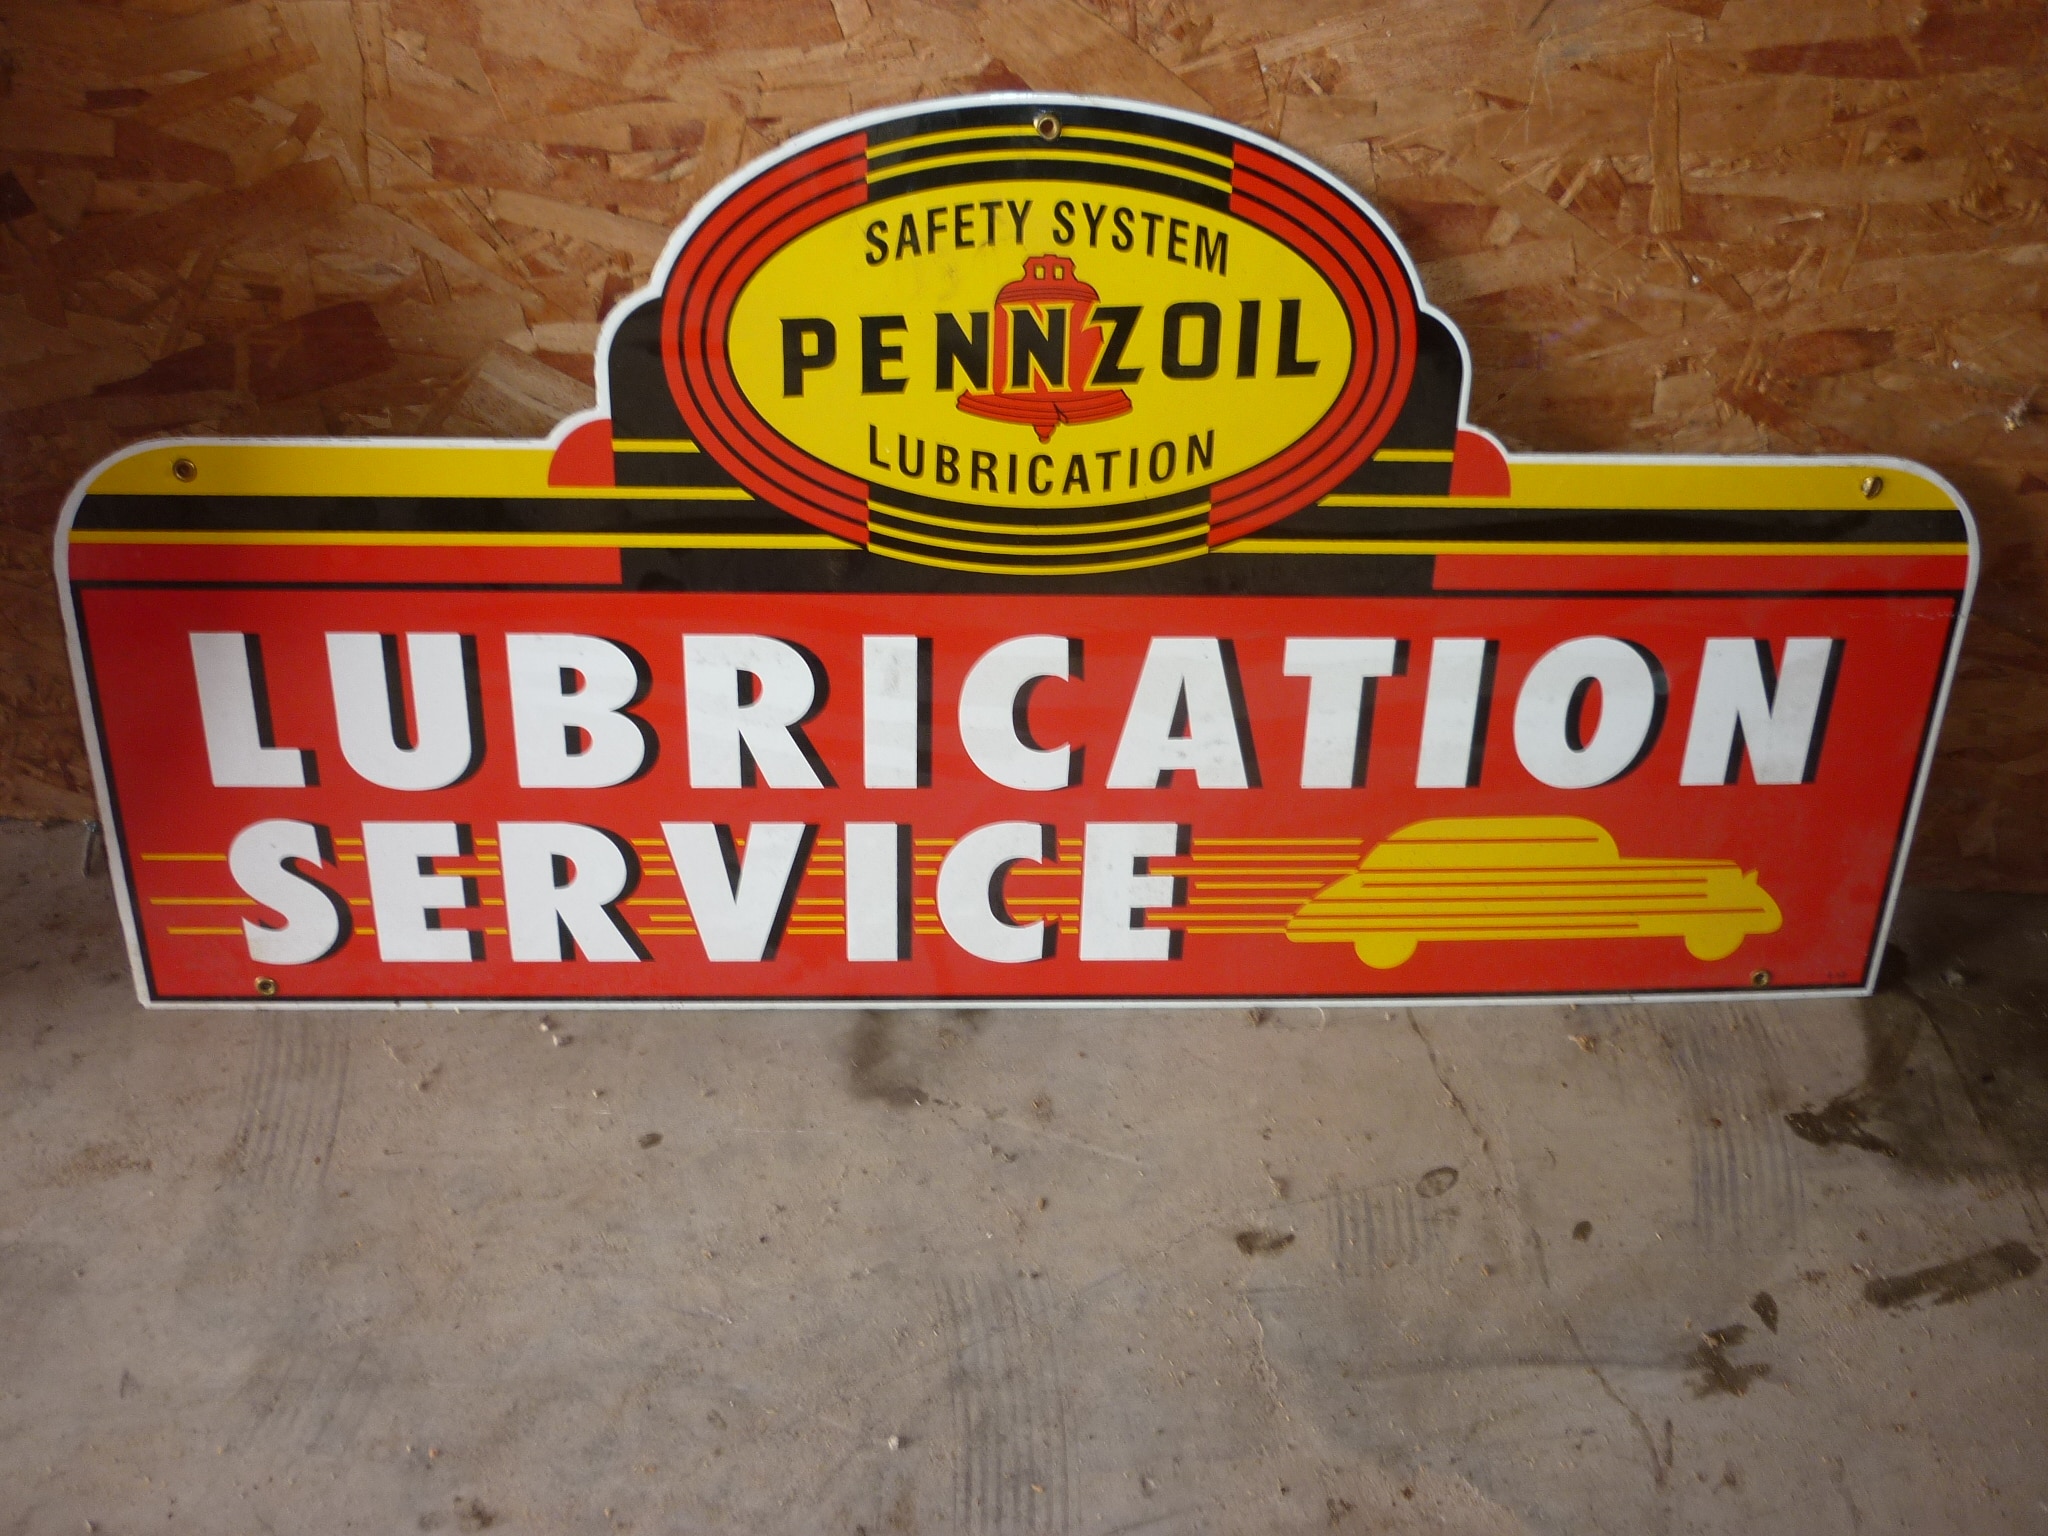 SAFETY SYSTEM
PENNZOIL
LUBRICATION
LUBRICATION
SERVICE